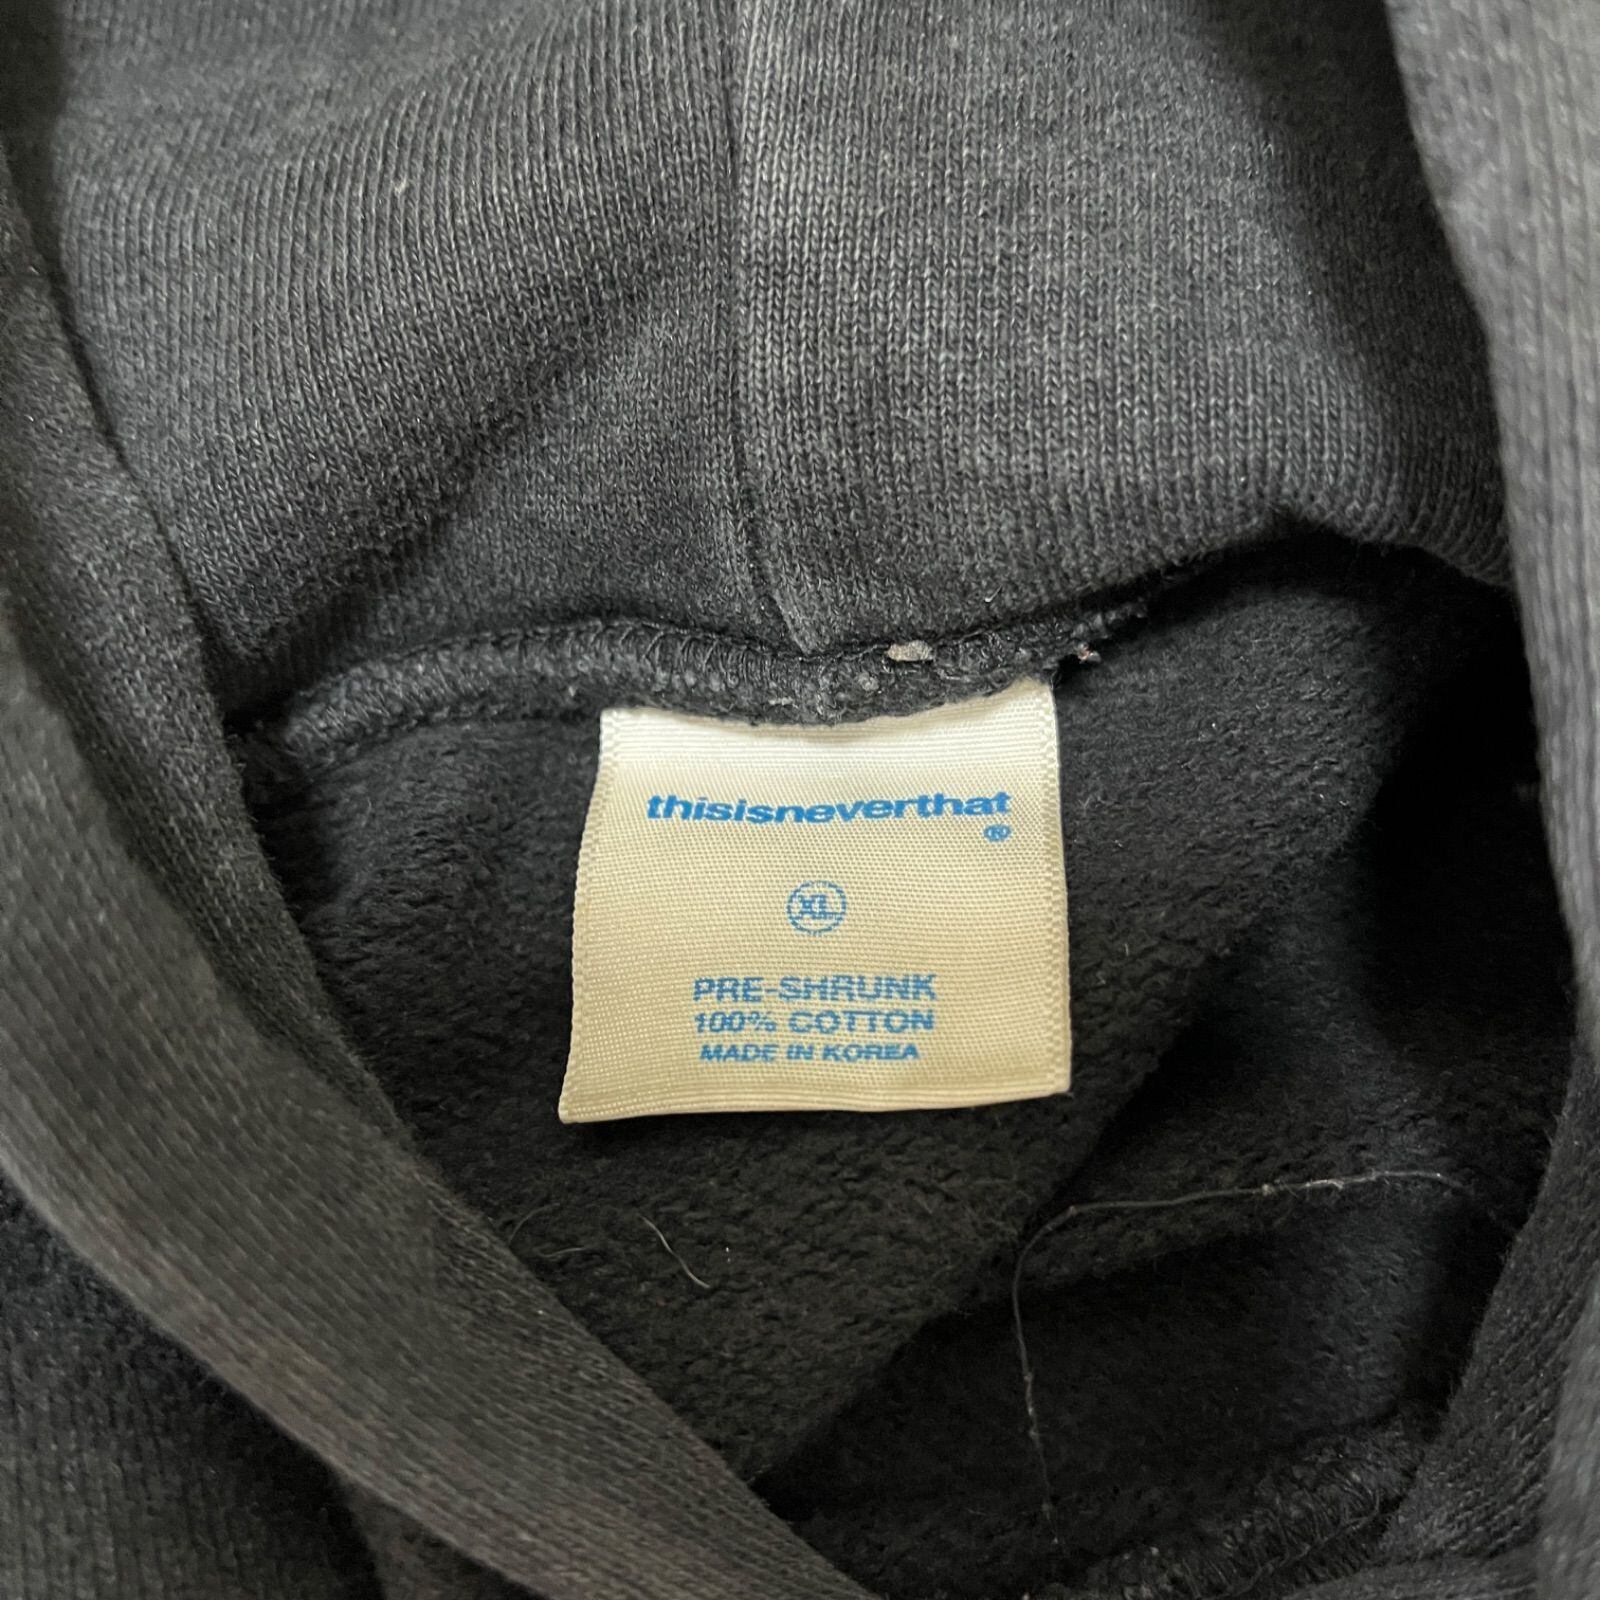 thisisneverthat
®
XL
PRE-SHRUNK
100% COTTON
MADE IN KOREA